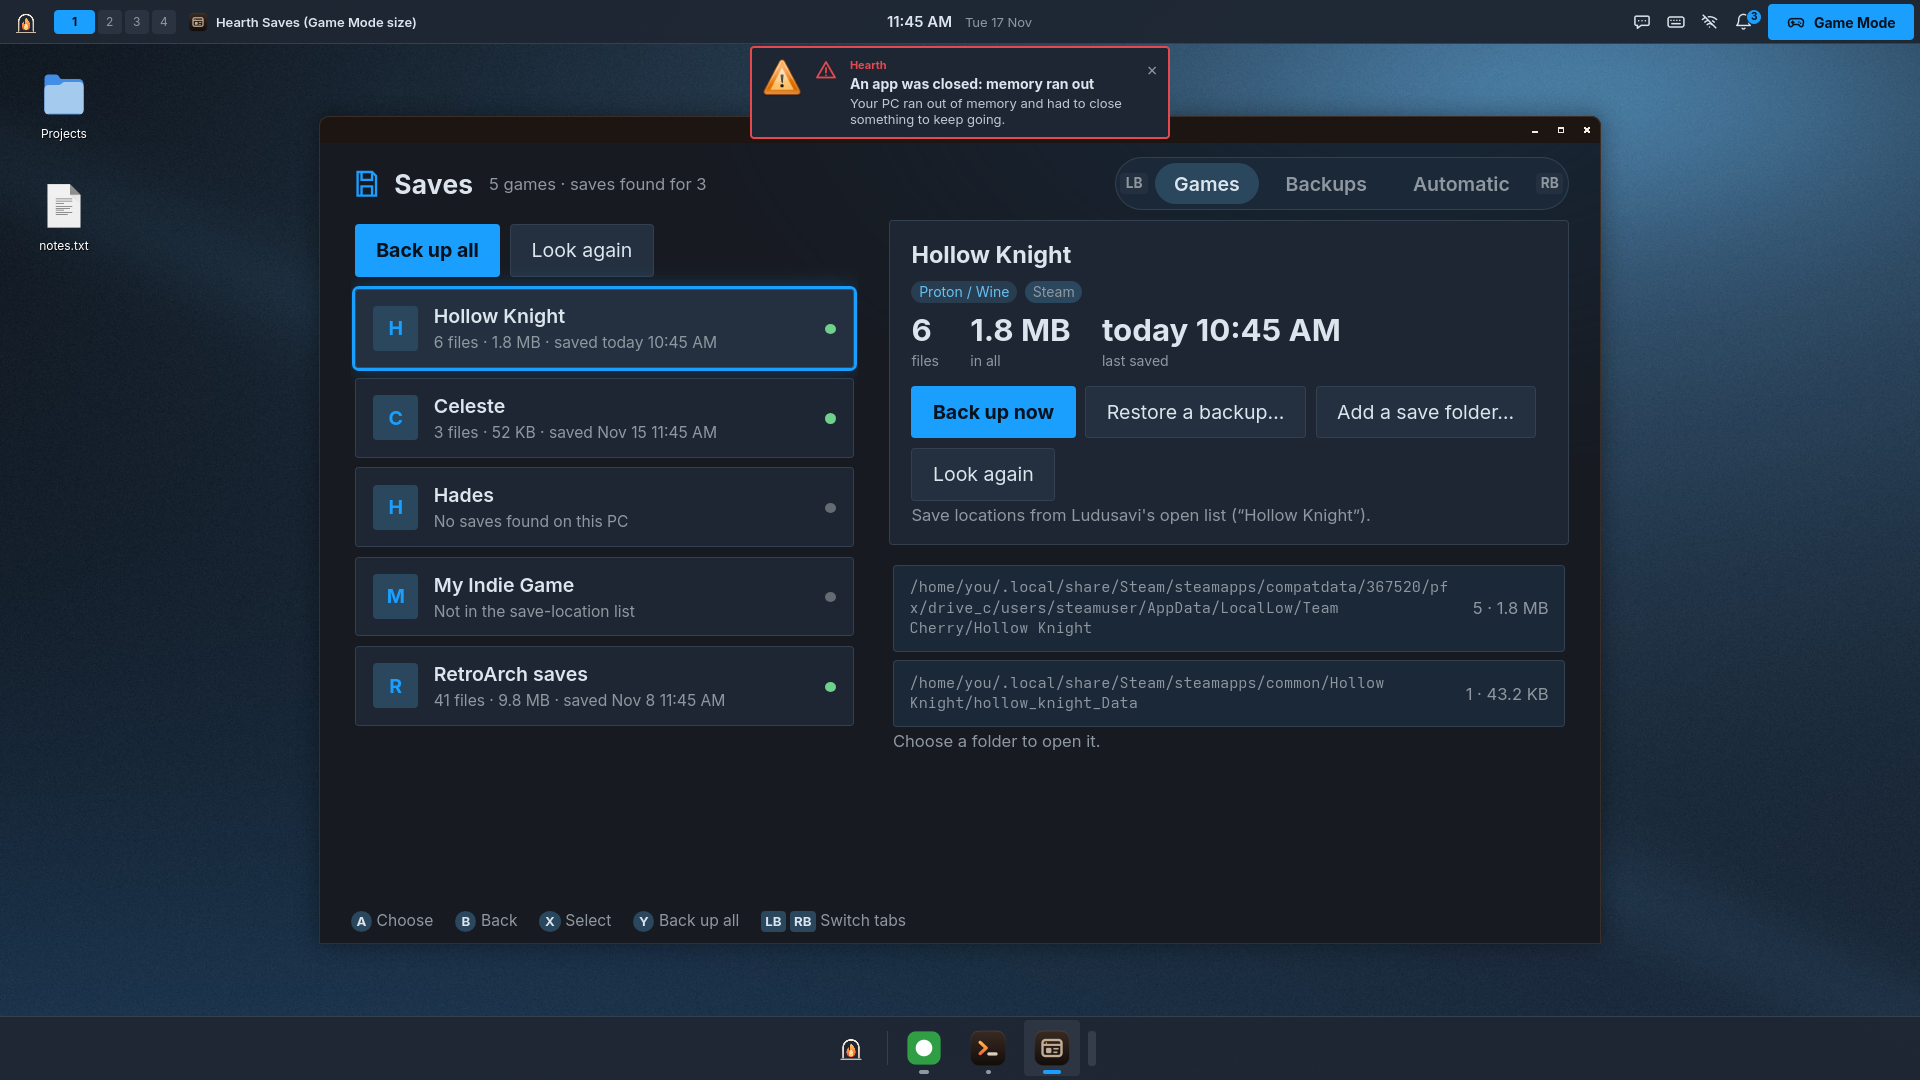 1 2 3 4 Hearth Saves (Game Mode size) 11:45 AM Tue 17 Nov 3 Game Mode
Projects
notes.txt
Hearth
An app was closed: memory ran out
Your PC ran out of memory and had to close
something to keep going.
Saves 5 games · saves found for 3
LB Games Backups Automatic RB
Back up all Look again
H Hollow Knight
6 files · 1.8 MB · saved today 10:45 AM
C Celeste
3 files · 52 KB · saved Nov 15 11:45 AM
H Hades
No saves found on this PC
M My Indie Game
Not in the save-location list
R RetroArch saves
41 files · 9.8 MB · saved Nov 8 11:45 AM
Hollow Knight
Proton / Wine Steam
6 1.8 MB today 10:45 AM
files in all last saved
Back up now Restore a backup... Add a save folder...
Look again
Save locations from Ludusavi's open list (“Hollow Knight”).
/home/you/.local/share/Steam/steamapps/compatdata/367520/pf
x/drive_c/users/steamuser/AppData/LocalLow/Team
Cherry/Hollow Knight
5 · 1.8 MB
/home/you/.local/share/Steam/steamapps/common/Hollow
Knight/hollow_knight_Data
1 · 43.2 KB
Choose a folder to open it.
A Choose B Back X Select Y Back up all LB RB Switch tabs